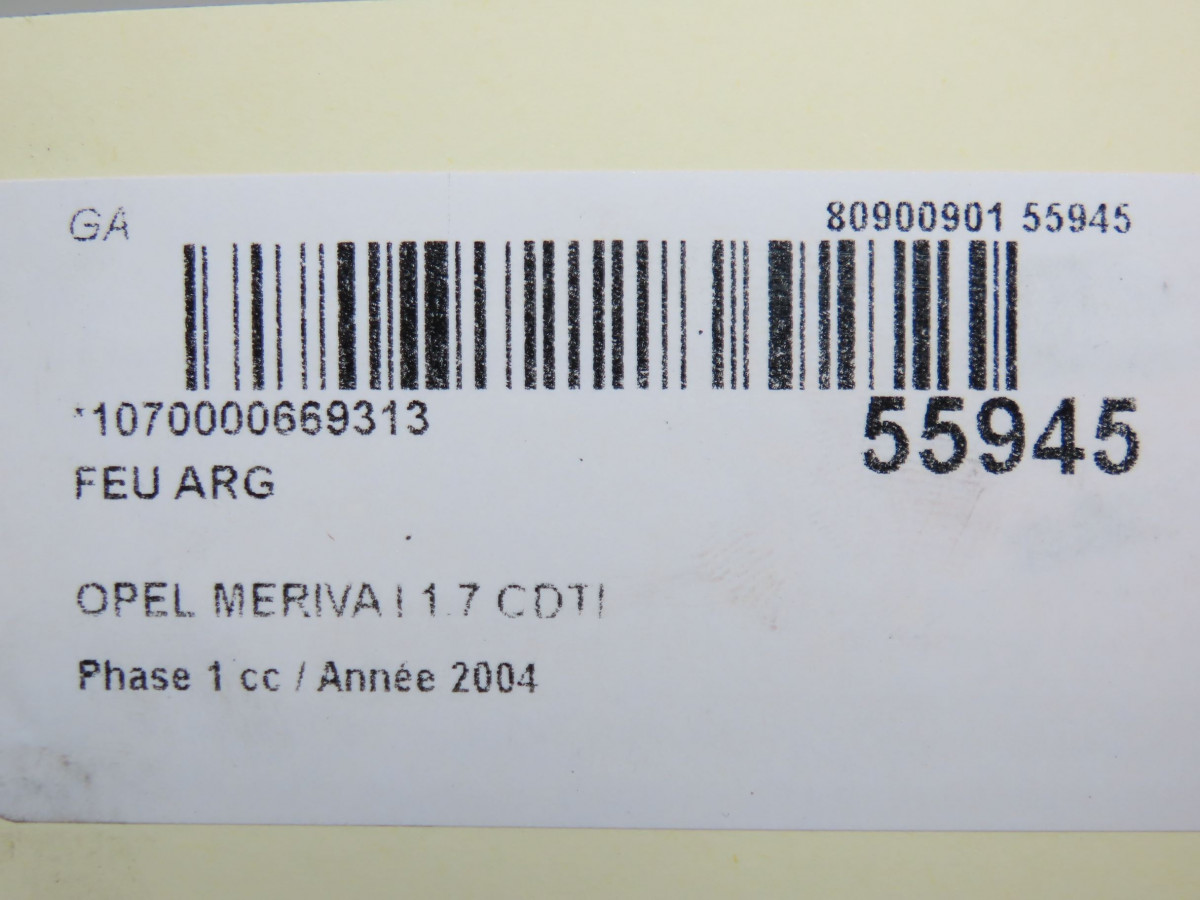 GA
80900901 55945
*1070000669313
55945
FEU ARG
OPEL MERIVA I 1.7 CDTI
Phase 1 cc / Année 2004